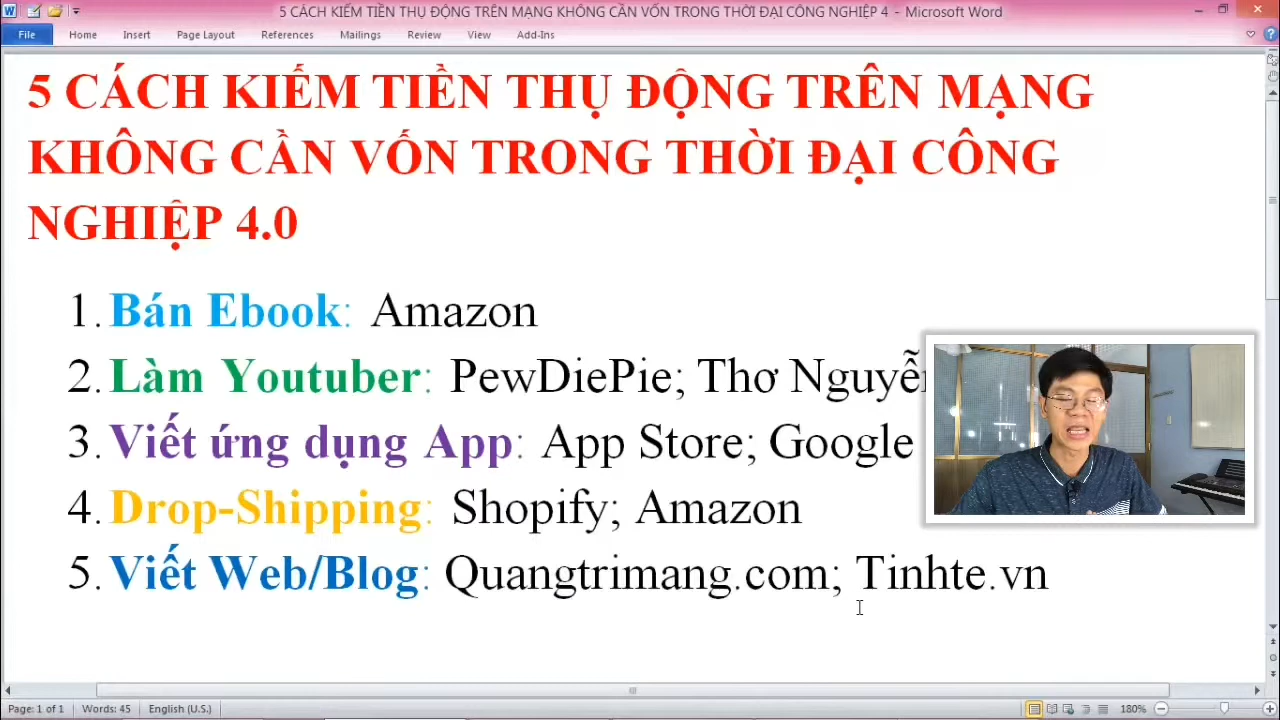 5 CÁCH KIẾM TIỀN THỤ ĐỘNG TRÊN MẠNG KHÔNG CẦN VỐN TRONG THỜI ĐẠI CÔNG NGHIỆP 4 - Microsoft Word
File Home Insert Page Layout References Mailings Review View Add-Ins
5 CÁCH KIẾM TIỀN THỤ ĐỘNG TRÊN MẠNG
KHÔNG CẦN VỐN TRONG THỜI ĐẠI CÔNG
NGHIỆP 4.0
1. Bán Ebook: Amazon
2. Làm Youtuber: PewDiePie; Thơ Nguyễn
3. Viết ứng dụng App: App Store; Google
4. Drop-Shipping: Shopify; Amazon
5. Viết Web/Blog: Quangtrimang.com; Tinhte.vn
Page: 1 of 1 Words: 45 English (U.S.) 180%